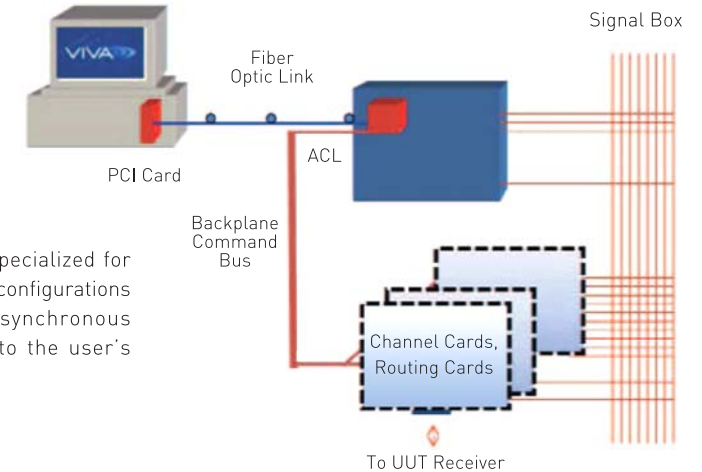 Signal Box
VIVA
Fiber
Optic Link
PCI Card
ACL
Backplane
Command
Bus
specialized for
configurations
synchronous
to the user's
Channel Cards,
Routing Cards
To UUT Receiver